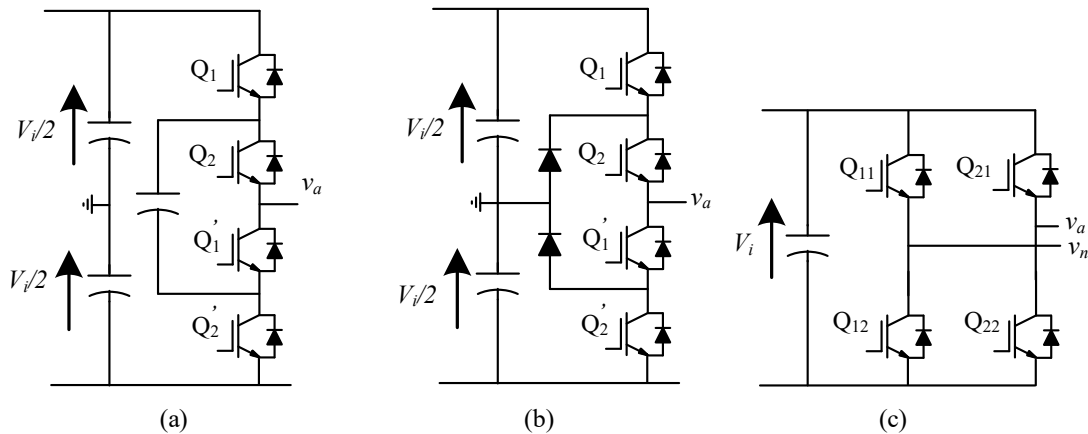 Q1
Vi/2
Q2
va
Q1'
Vi/2
Q2'
(a)
Q1
Vi/2
Q2
va
Q1'
Vi/2
Q2'
(b)
Q11
Q21
va
Vi
vn
Q12
Q22
(c)